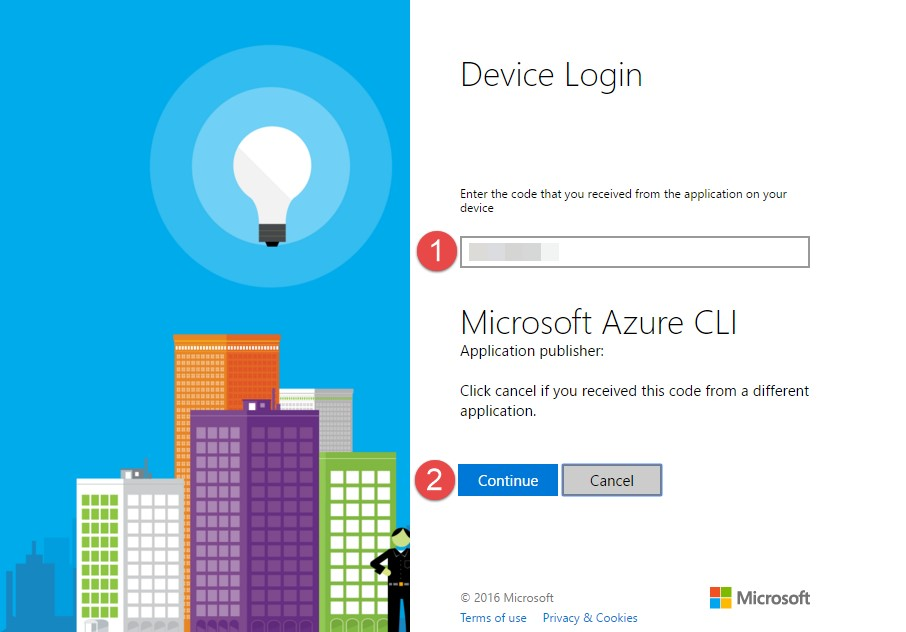 Device Login
Enter the code that you received from the application on your
device
1
Microsoft Azure CLI
Application publisher:
Click cancel if you received this code from a different
application.
2
Continue
Cancel
© 2016 Microsoft
Microsoft
Terms of use
Privacy & Cookies